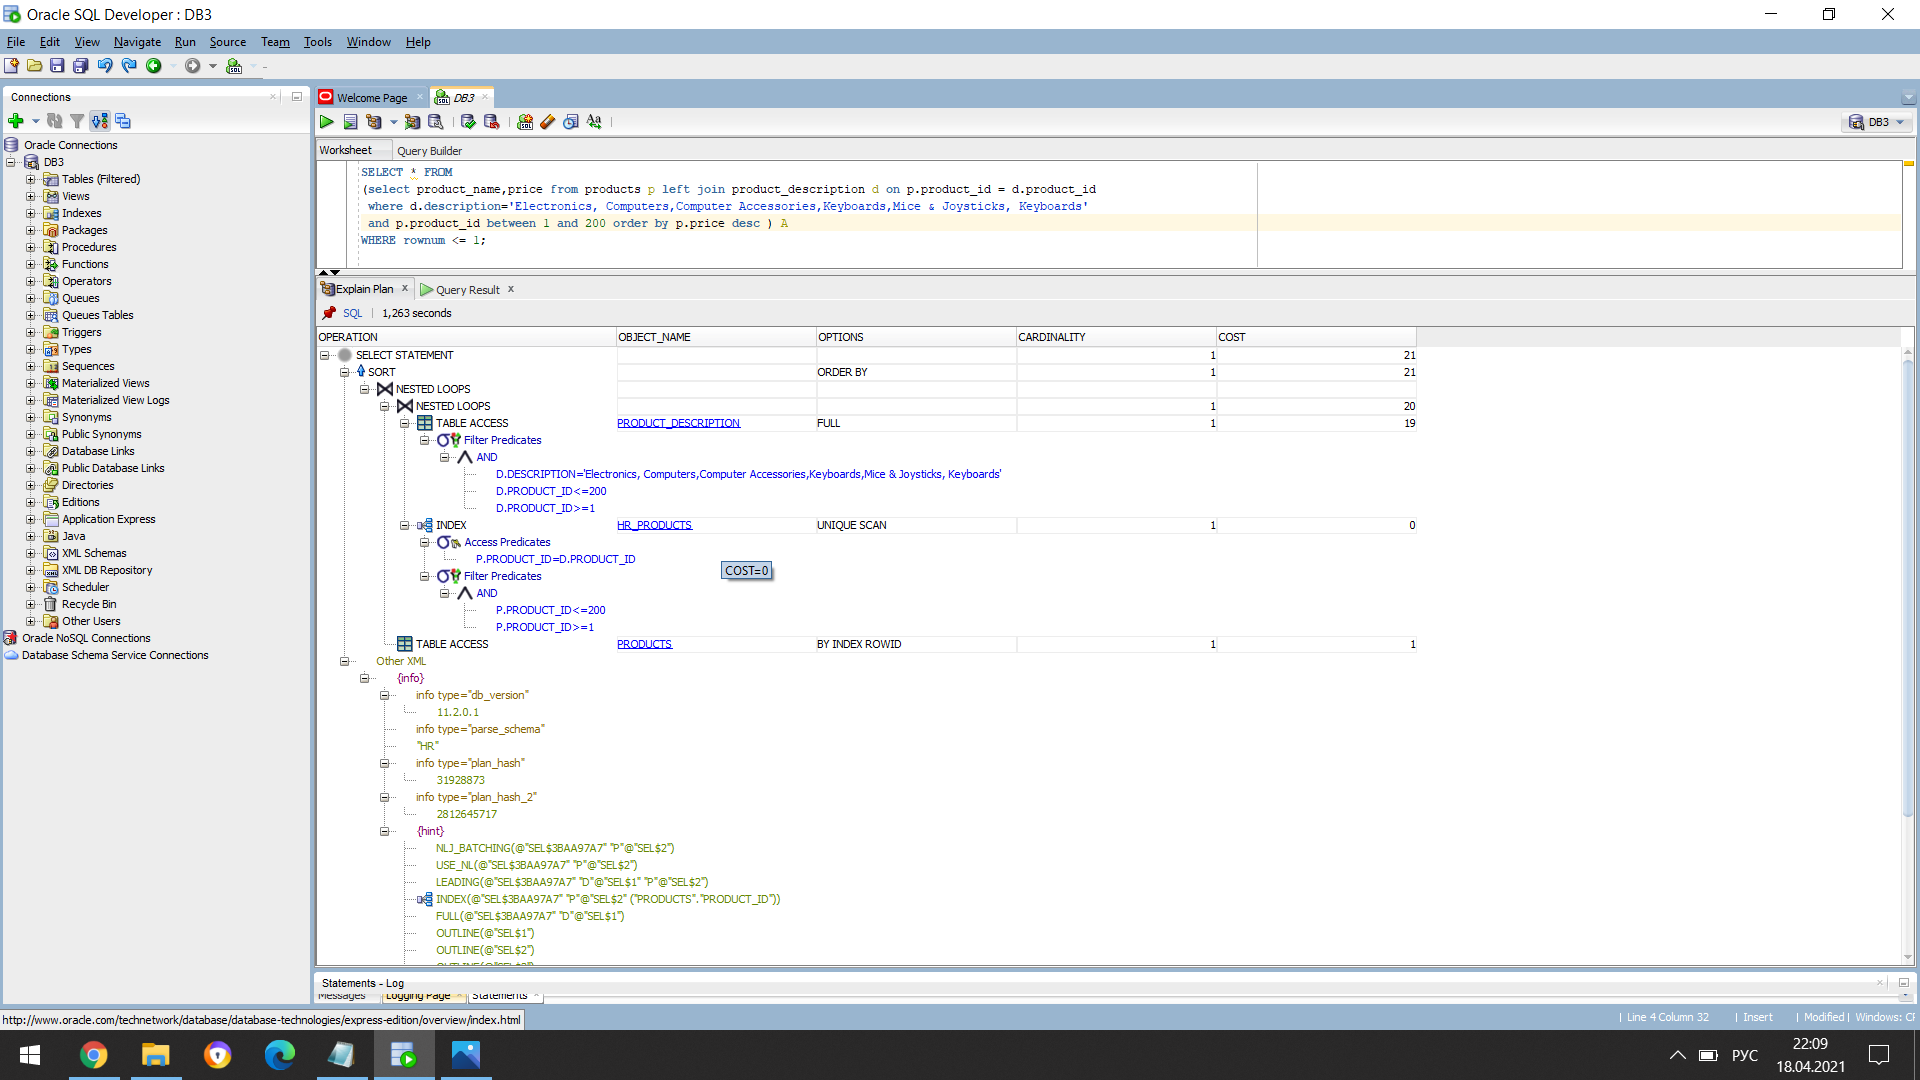 Oracle SQL Developer : DB3
File Edit View Navigate Run Source Team Tools Window Help
Connections
Oracle Connections
DB3
Tables (Filtered)
Views
Indexes
Packages
Procedures
Functions
Operators
Queues
Queues Tables
Triggers
Types
Sequences
Materialized Views
Materialized View Logs
Synonyms
Public Synonyms
Database Links
Public Database Links
Directories
Editions
Application Express
Java
XML Schemas
XML DB Repository
Scheduler
Recycle Bin
Other Users
Oracle NoSQL Connections
Database Schema Service Connections
Welcome Page DB3
DB3
Worksheet Query Builder
SELECT * FROM
(select product_name,price from products p left join product_description d on p.product_id = d.product_id
where d.description='Electronics, Computers,Computer Accessories,Keyboards,Mice & Joysticks, Keyboards'
and p.product_id between 1 and 200 order by p.price desc ) A
WHERE rownum <= 1;
Explain Plan Query Result
SQL 1,263 seconds
OPERATION OBJECT_NAME OPTIONS CARDINALITY COST
SELECT STATEMENT 1 21
SORT ORDER BY 1 21
NESTED LOOPS
NESTED LOOPS 1 20
TABLE ACCESS PRODUCT_DESCRIPTION FULL 1 19
Filter Predicates
AND
D.DESCRIPTION='Electronics, Computers,Computer Accessories,Keyboards,Mice & Joysticks, Keyboards'
D.PRODUCT_ID<=200
D.PRODUCT_ID>=1
INDEX HR_PRODUCTS UNIQUE SCAN 1 0
Access Predicates
P.PRODUCT_ID=D.PRODUCT_ID
COST=0
Filter Predicates
AND
P.PRODUCT_ID<=200
P.PRODUCT_ID>=1
TABLE ACCESS PRODUCTS BY INDEX ROWID 1 1
Other XML
{info}
info type="db_version"
11.2.0.1
info type="parse_schema"
"HR"
info type="plan_hash"
31928873
info type="plan_hash_2"
2812645717
{hint}
NLJ_BATCHING(@"SEL$3BAA97A7" "P"@"SEL$2")
USE_NL(@"SEL$3BAA97A7" "P"@"SEL$2")
LEADING(@"SEL$3BAA97A7" "D"@"SEL$1" "P"@"SEL$2")
INDEX(@"SEL$3BAA97A7" "P"@"SEL$2" ("PRODUCTS"."PRODUCT_ID"))
FULL(@"SEL$3BAA97A7" "D"@"SEL$1")
OUTLINE(@"SEL$1")
OUTLINE(@"SEL$2")
Statements - Log
Messages Logging Page Statements
http://www.oracle.com/technetwork/database/database-technologies/express-edition/overview/index.html
Line 4 Column 32 Insert Modified Windows:
РУС
22:09
18.04.2021